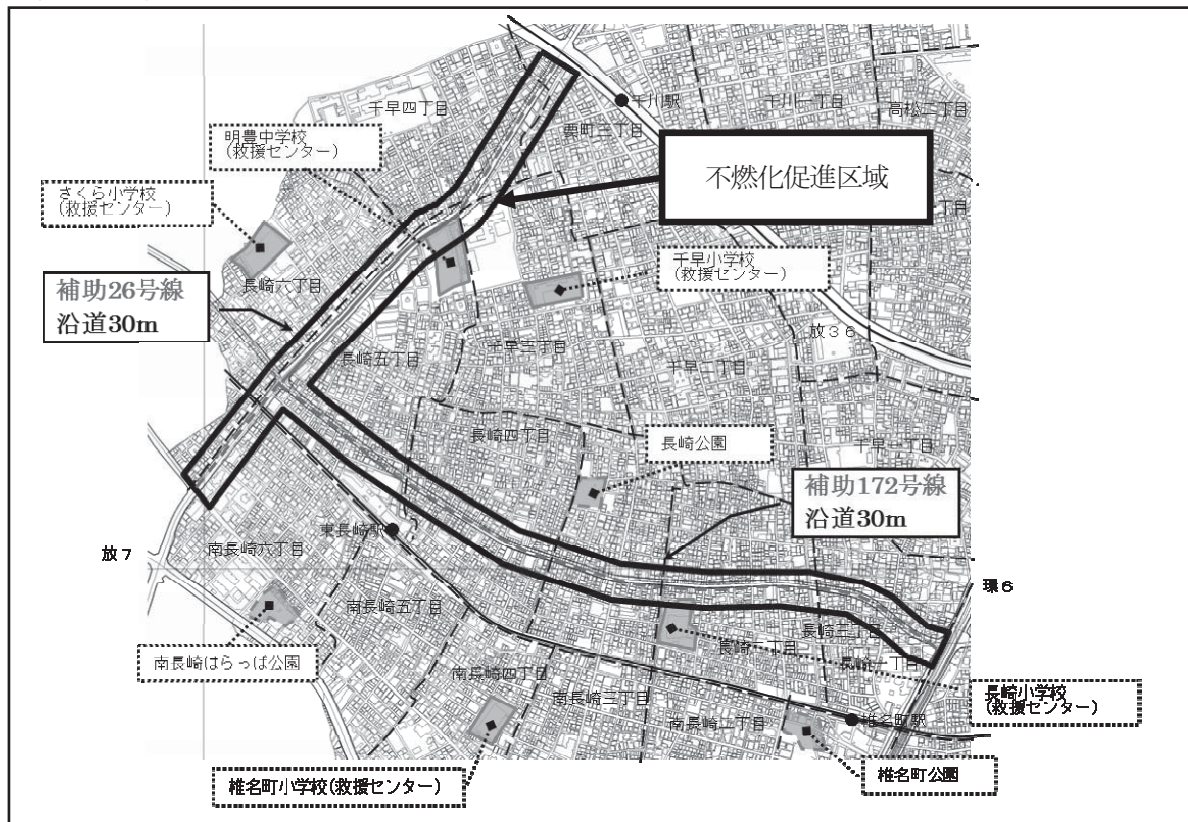 千早四丁目
千川駅
千川一丁目
高松二丁目
要町三丁目
明豊中学校
(救援センター)
不燃化促進区域
さくら小学校
(救援センター)
丁目
千早小学校
(救援センター)
長崎六丁目
補助26号線
沿道30m
放36
長崎五丁目
千早三丁目
千早二丁目
長崎四丁目
長崎公園
千早一丁目
補助172号線
沿道30m
東長崎駅
放7
南長崎六丁目
環6
南長崎五丁目
長崎三丁目
長崎二丁目
長崎一丁目
南長崎はらっぱ公園
南長崎四丁目
南長崎三丁目
長崎小学校
(救援センター)
南長崎二丁目
椎名町駅
椎名町小学校(救援センター)
椎名町公園